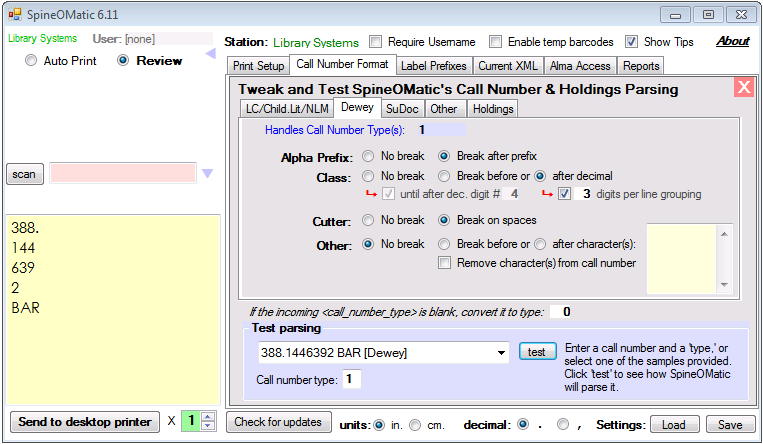 SpineOMatic 6.11
Library Systems User: [none]
Auto Print Review
scan
388.
144
639
2
BAR
Send to desktop printer X 1
Station: Library Systems Require Username Enable temp barcodes Show Tips About
Print Setup Call Number Format Label Prefixes Current XML Alma Access Reports
Tweak and Test SpineOMatic's Call Number & Holdings Parsing X
LC/Child.Lit/NLM Dewey SuDoc Other Holdings
Handles Call Number Type(s): 1
Alpha Prefix: No break Break after prefix
Class: No break Break before or after decimal
until after dec. digit # 4 3 digits per line grouping
Cutter: No break Break on spaces
Other: No break Break before or after character(s):
Remove character(s) from call number
If the incoming <call_number_type> is blank, convert it to type: 0
Test parsing
388.1446392 BAR [Dewey] test
Call number type: 1
Enter a call number and a 'type,' or
select one of the samples provided.
Click 'test' to see how SpineOMatic
will parse it.
Check for updates units: in. cm. decimal: . , Settings: Load Save